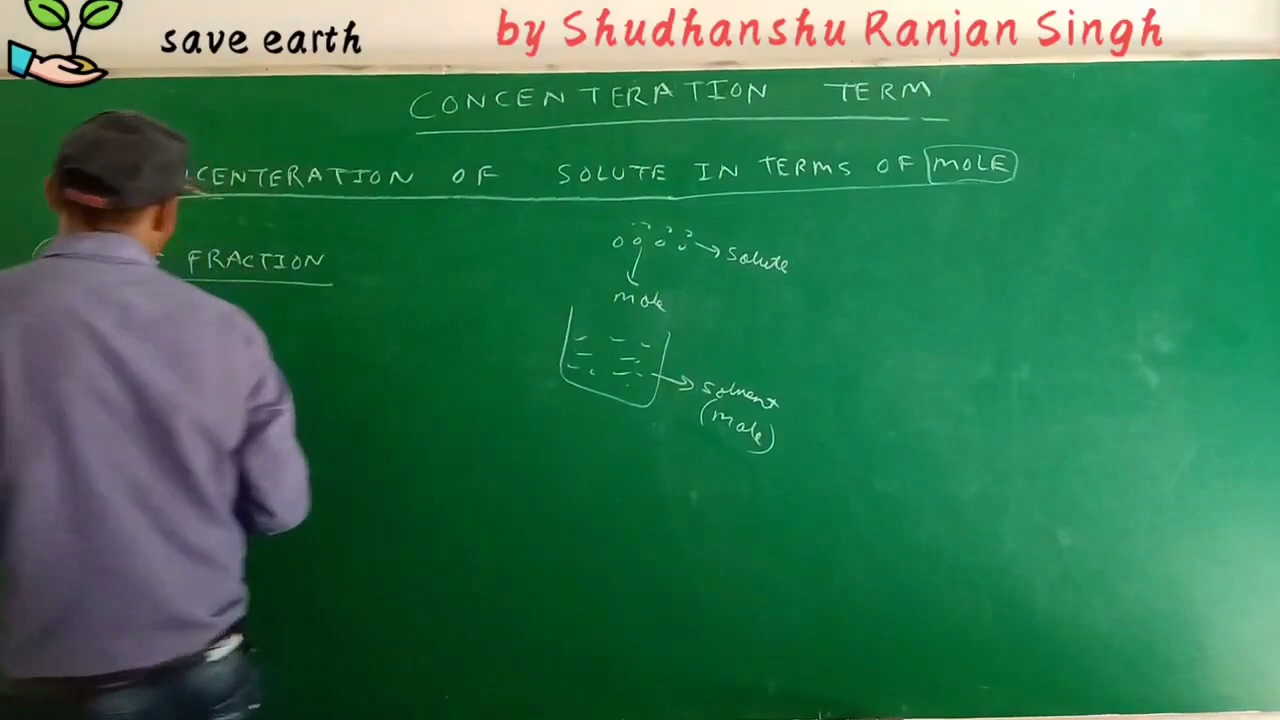 save earth
by Shudhanshu Ranjan Singh
CONCENTERATION TERM
NCENTERATION OF SOLUTE IN TERMS OF MOLE
FRACTION
solute
mole
solvent
(mole)